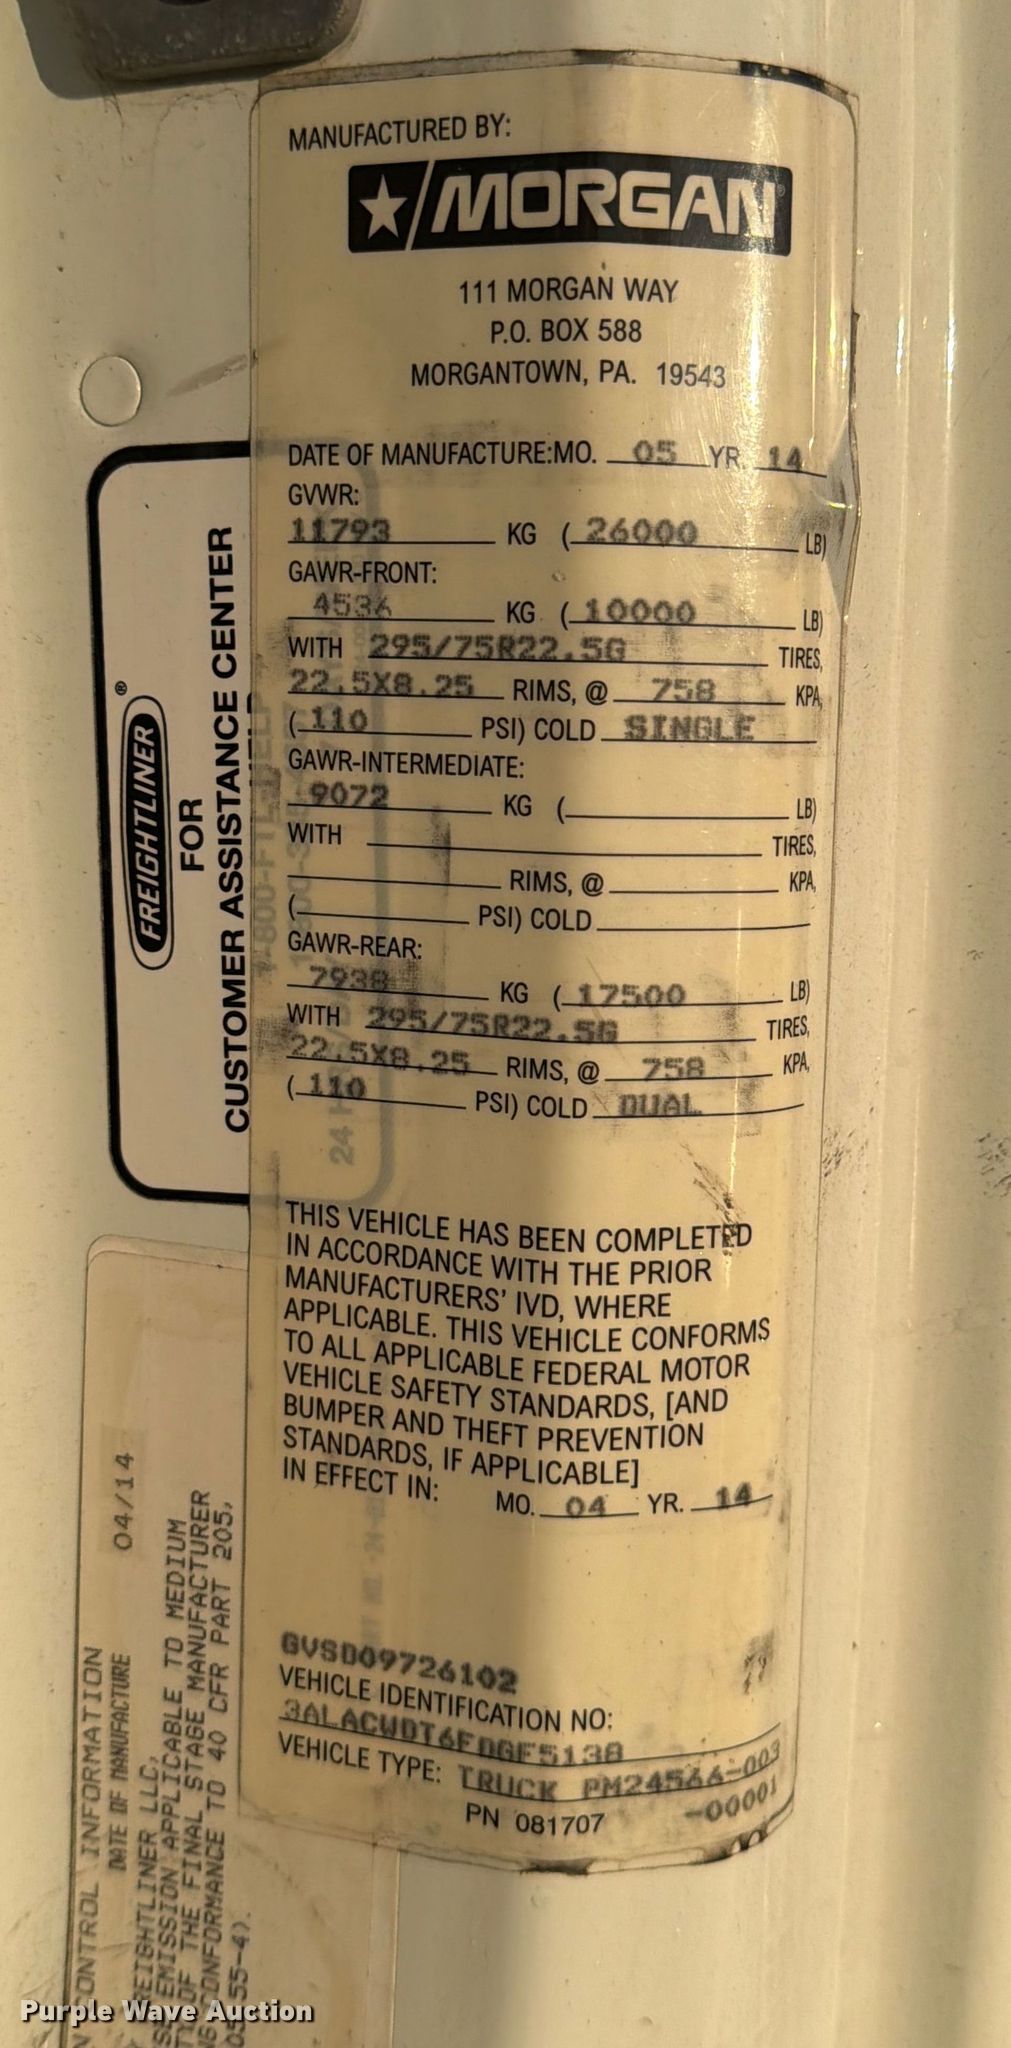 MANUFACTURED BY:
MORGAN
111 MORGAN WAY
P.O. BOX 588
MORGANTOWN, PA. 19543
DATE OF MANUFACTURE:MO. 05 YR. 14
GVWR:
11793 KG (26000 LB)
GAWR-FRONT:
4536 KG (10000 LB)
WITH 295/75R22.5G TIRES,
22.5X8.25 RIMS, @ 758 KPA,
(110 PSI) COLD SINGLE
GAWR-INTERMEDIATE:
9072 KG ( LB)
WITH TIRES,
RIMS, @ KPA,
( PSI) COLD
GAWR-REAR:
7938 KG (17500 LB)
WITH 295/75R22.5G TIRES,
22.5X8.25 RIMS, @ 758 KPA,
(110 PSI) COLD DUAL
THIS VEHICLE HAS BEEN COMPLETED
IN ACCORDANCE WITH THE PRIOR
MANUFACTURERS' IVD, WHERE
APPLICABLE. THIS VEHICLE CONFORMS
TO ALL APPLICABLE FEDERAL MOTOR
VEHICLE SAFETY STANDARDS, [AND
BUMPER AND THEFT PREVENTION
STANDARDS, IF APPLICABLE]
IN EFFECT IN: MO. 04 YR. 14
GVSD09726102
VEHICLE IDENTIFICATION NO:
3ALACWDT6FDGF5138
VEHICLE TYPE: TRUCK PM24566-003
PN 081707 -00001
FREIGHTLINER®
FOR
CUSTOMER ASSISTANCE CENTER
24 H
CONTROL INFORMATION
DATE OF MANUFACTURE 04/14
FREIGHTLINER LLC,
EMISSION APPLICABLE TO MEDIUM
OF THE FINAL STAGE MANUFACTURER
CONFORMANCE TO 40 CFR PART 205,
55-4).
Purple Wave Auction